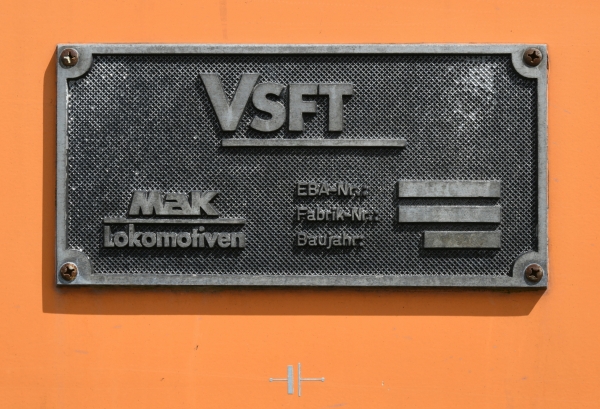 VSFT
MaK
Lokomotiven
EBA-Nr.:
Fabrik-Nr.:
Baujahr: